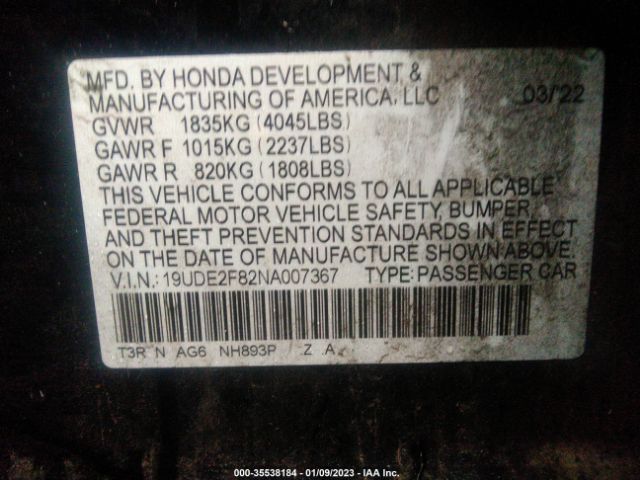 MFD. BY HONDA DEVELOPMENT &
MANUFACTURING OF AMERICA, LLC 03/'22
GVWR 1835KG (4045LBS)
GAWR F 1015KG (2237LBS)
GAWR R 820KG (1808LBS)
THIS VEHICLE CONFORMS TO ALL APPLICABLE
FEDERAL MOTOR VEHICLE SAFETY, BUMPER
AND THEFT PREVENTION STANDARDS IN EFFECT
ON THE DATE OF MANUFACTURE SHOWN ABOVE.
V.I.N.: 19UDE2F82NA007367 TYPE: PASSENGER CAR
T3R N AG6 NH893P Z A
000-35538184 - 01/09/2023 - IAA Inc.